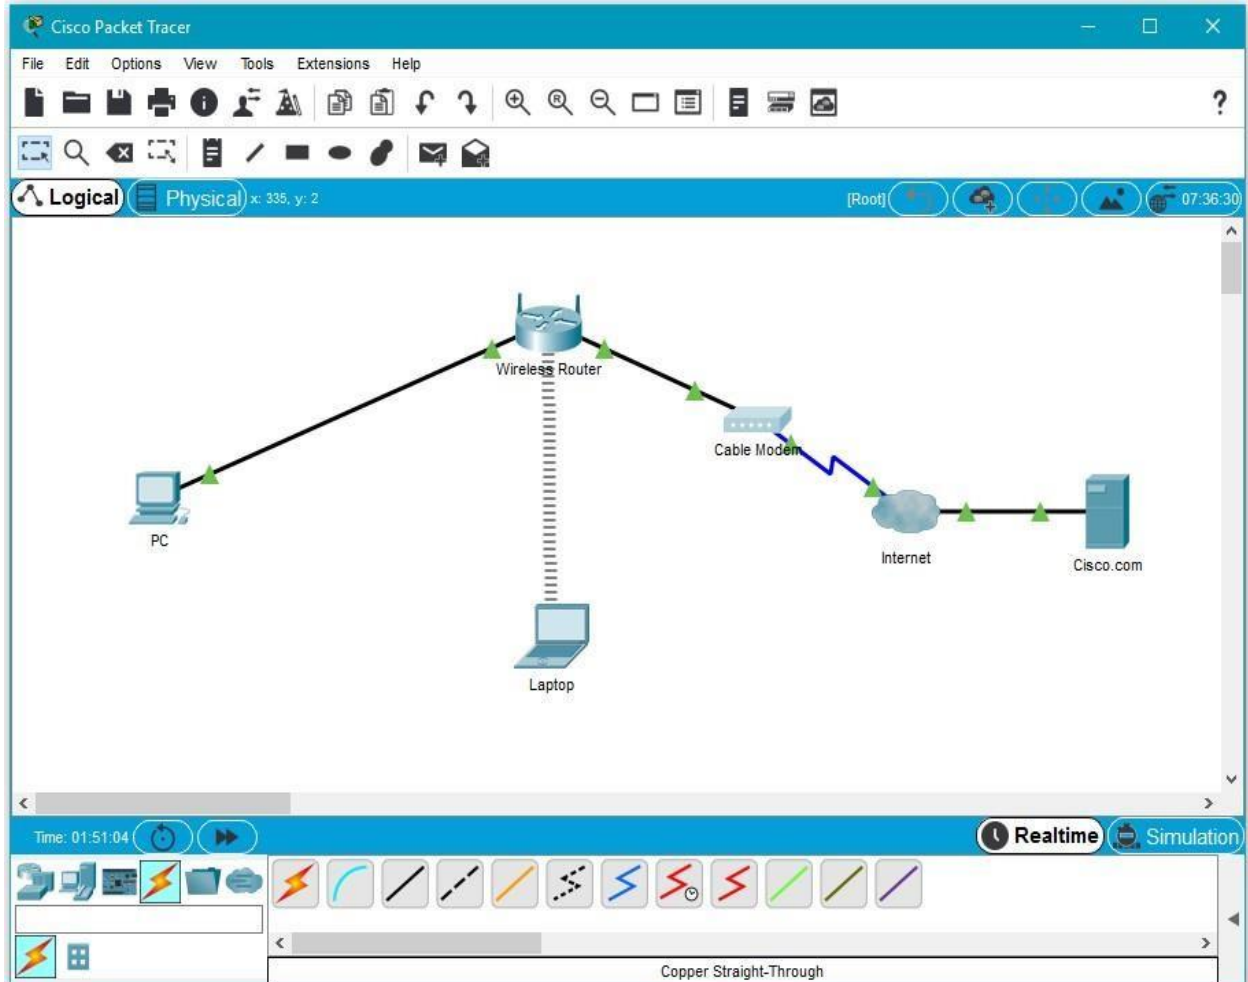 Cisco Packet Tracer
File Edit Options View Tools Extensions Help
Logical Physical x: 335, y: 2 [Root] 07:36:30
Wireless Router
Cable Modem
PC
Internet
Cisco.com
Laptop
Time: 01:51:04 Realtime Simulation
Copper Straight-Through